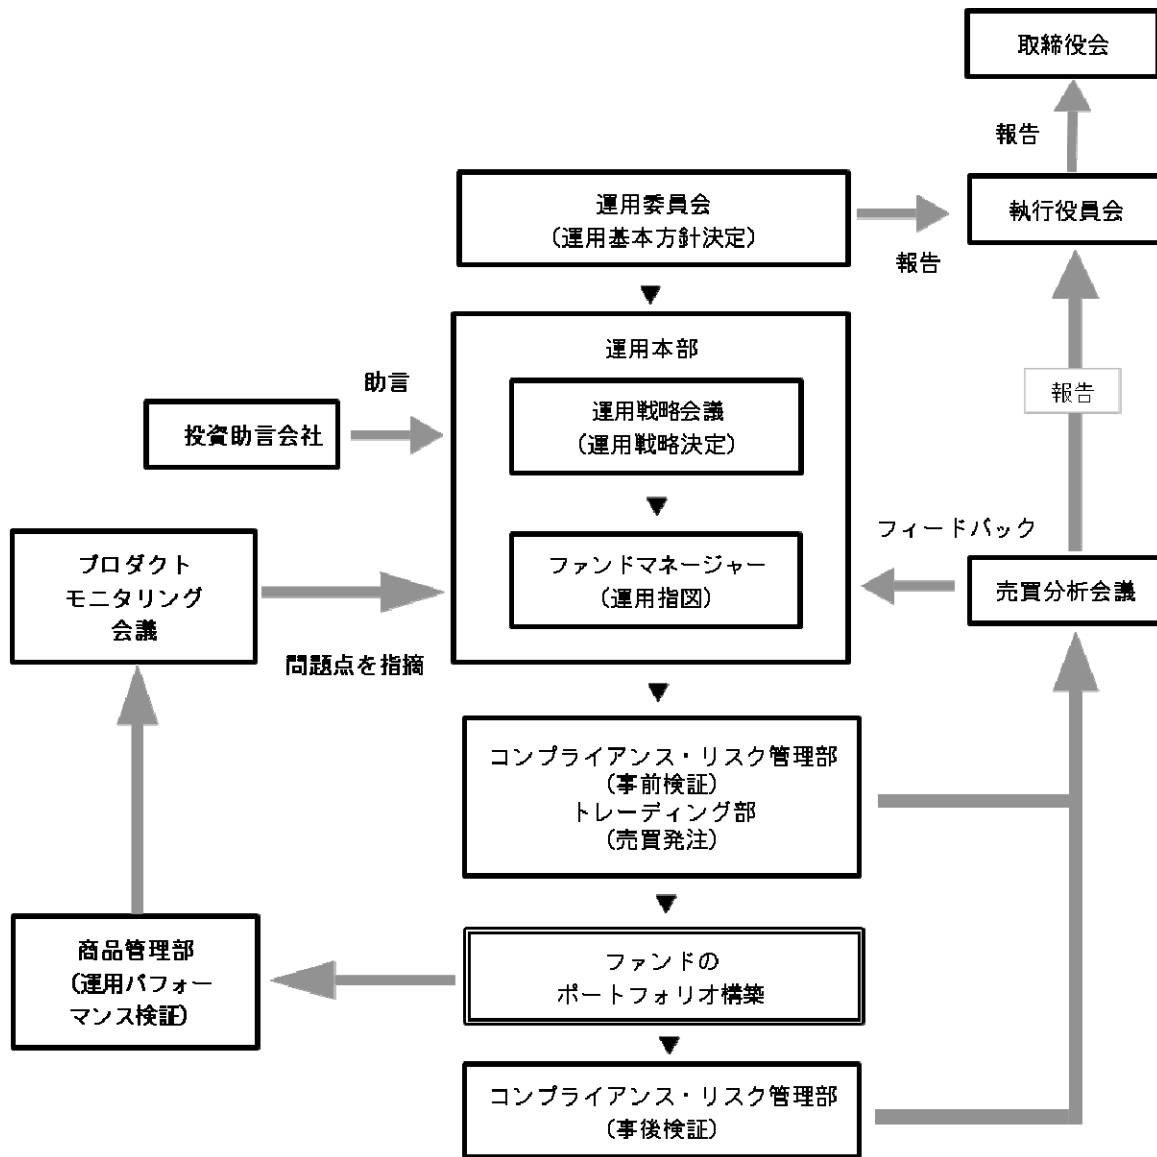 取締役会
報告
運用委員会
(運用基本方針決定)
執行役員会
報告
運用本部
助言
投資助言会社
運用戦略会議
(運用戦略決定)
報告
フィードバック
プロダクト
モニタリング
会議
ファンドマネージャー
(運用指図)
売買分析会議
問題点を指摘
コンプライアンス・リスク管理部
(事前検証)
トレーディング部
(売買発注)
商品管理部
(運用パフォー
マンス検証)
ファンドの
ポートフォリオ構築
コンプライアンス・リスク管理部
(事後検証)